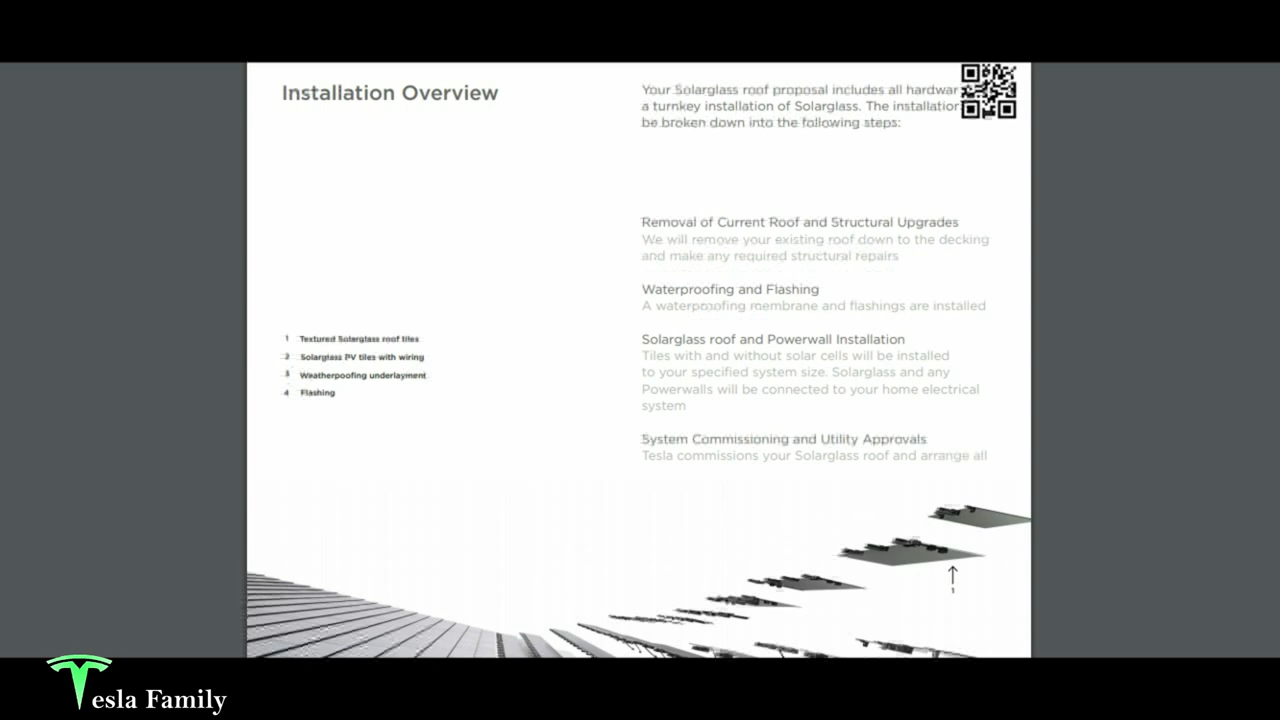 Installation Overview
Your Solarglass roof proposal includes all hardwar
a turnkey installation of Solarglass. The installation
be broken down into the following steps:
Removal of Current Roof and Structural Upgrades
We will remove your existing roof down to the decking
and make any required structural repairs
Waterproofing and Flashing
A waterproofing membrane and flashings are installed
Solarglass roof and Powerwall Installation
Tiles with and without solar cells will be installed
to your specified system size. Solarglass and any
Powerwalls will be connected to your home electrical
system
System Commissioning and Utility Approvals
Tesla commissions your Solarglass roof and arrange all
1 Textured Solarglass roof tiles
2 Solarglass PV tiles with wiring
3 Weatherpoofing underlayment
4 Flashing
1
Tesla Family